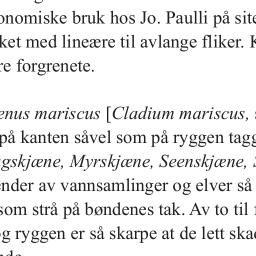 onomiske bruk hos Jo. Paulli på site
ket med lineære til avlange fliker. K
re forgrenete.
enus mariscus [Cladium mariscus,
på kanten såvel som på ryggen tagg
gskjæne, Myrskjæne, Seenskjæne,
nder av vannsamlinger og elver så
som strå på bøndenes tak. Av to til f
g ryggen er så skarpe at de lett ska